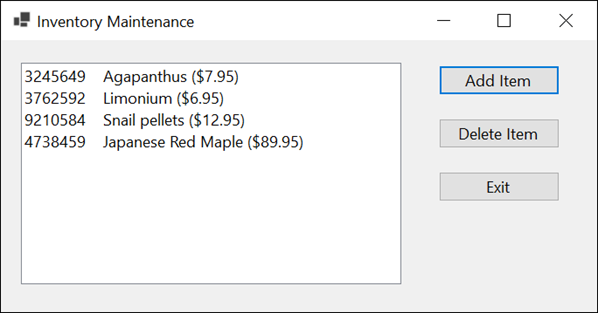 Inventory Maintenance
3245649 Agapanthus ($7.95)
3762592 Limonium ($6.95)
9210584 Snail pellets ($12.95)
4738459 Japanese Red Maple ($89.95)
Add Item
Delete Item
Exit